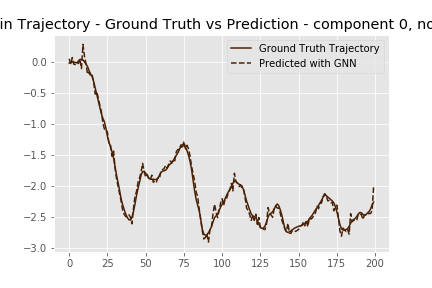 in Trajectory - Ground Truth vs Prediction - component 0, no
Ground Truth Trajectory
Predicted with GNN
0.0
−0.5
−1.0
−1.5
−2.0
−2.5
−3.0
0 25 50 75 100 125 150 175 200